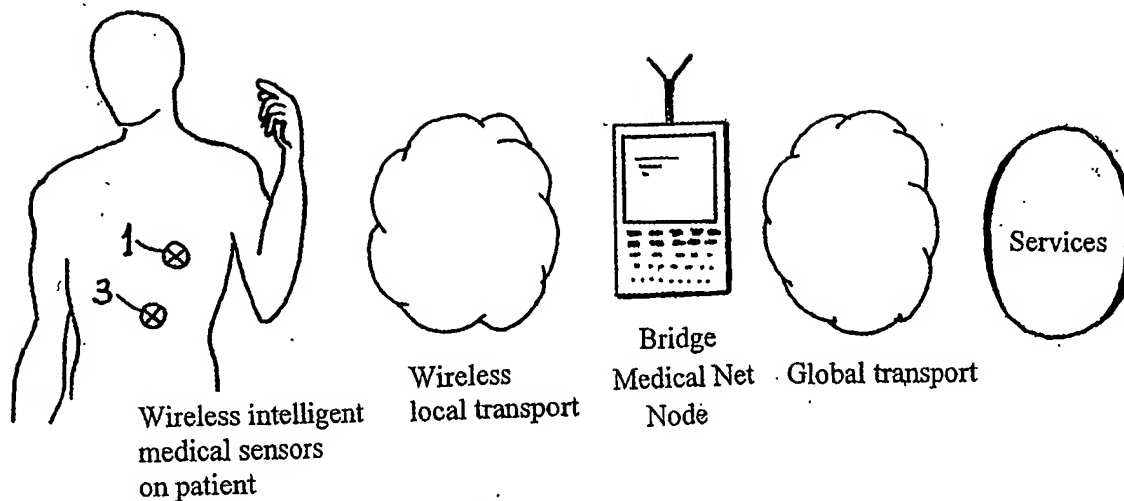 1
3
Services
Bridge
Medical Net
Node
Wireless
local transport
Global transport
Wireless intelligent
medical sensors
on patient